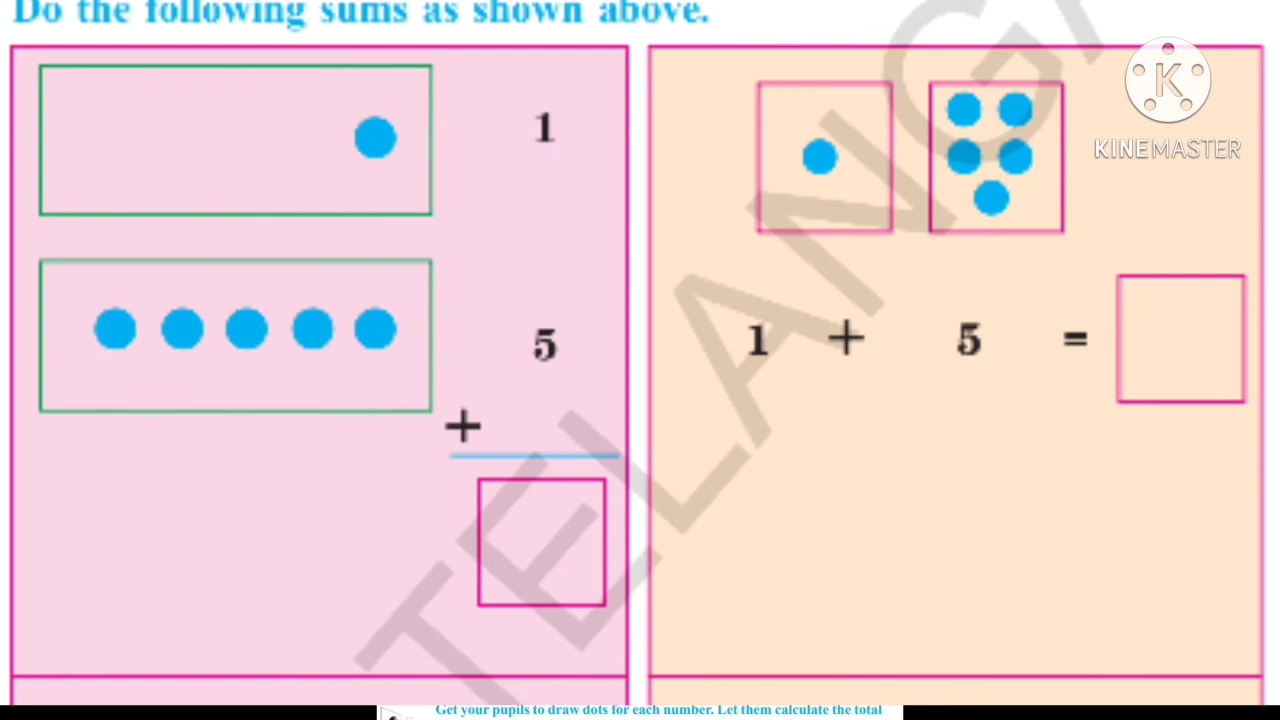 Do the following sums as shown above.
KINEMASTER
1
5
+
1 + 5 =
TELANGA
Get your pupils to draw dots for each number. Let them calculate the total